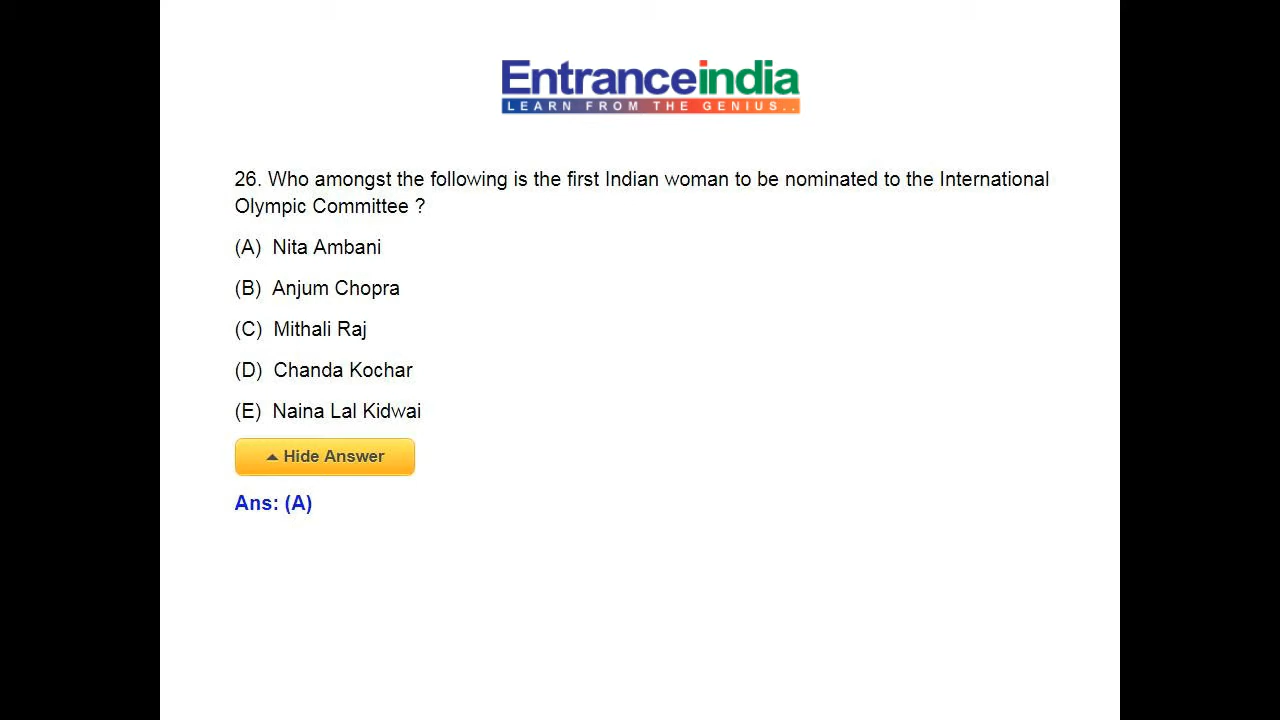 Entranceindia
LEARN FROM THE GENIUS..
26. Who amongst the following is the first Indian woman to be nominated to the International
Olympic Committee ?
(A) Nita Ambani
(B) Anjum Chopra
(C) Mithali Raj
(D) Chanda Kochar
(E) Naina Lal Kidwai
Hide Answer
Ans: (A)